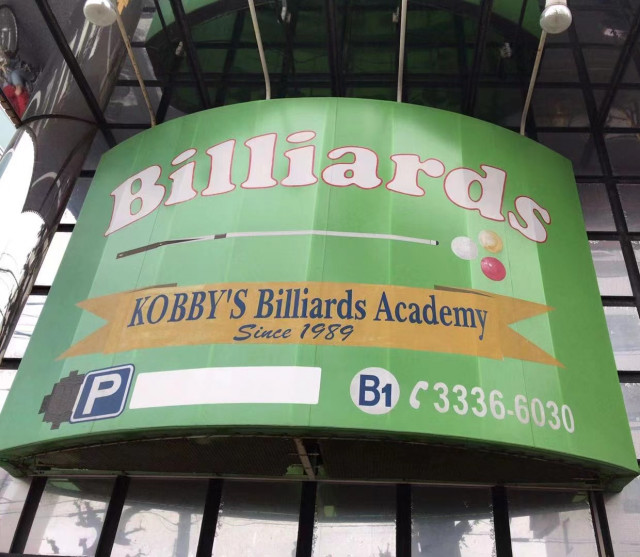 Billiards
KOBBY'S Billiards Academy
Since 1989
P
B1 3336-6030